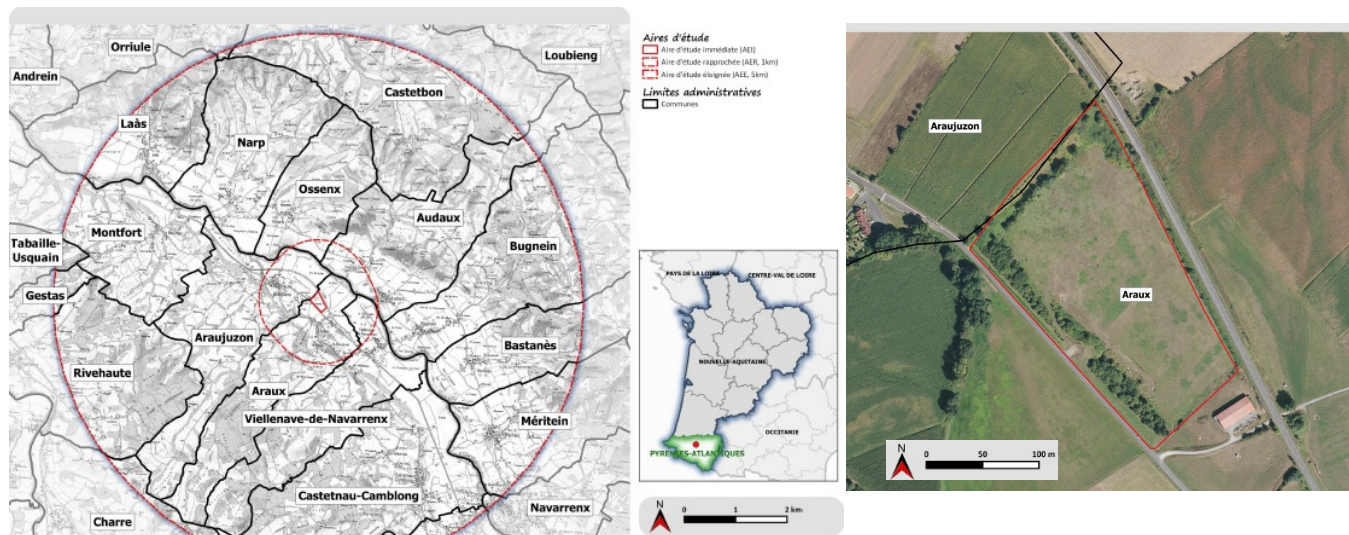 Orriule
Loubieng
Andrein
Castetbon
Laàs
Narp
Ossenx
Audaux
Montfort
Tabaille-
Usquain
Bugnein
Gestas
Araujuzon
Bastanès
Rivehaute
Araux
Viellenave-de-Navarrenx
Méritein
Castetnau-Camblong
Navarrenx
Charre
Aires d'étude
Aire d'étude immédiate (AEI)
Aire d'étude rapprochée (AER, 1km)
Aire d'étude éloignée (AEE, 5km)
Limites administratives
Communes
PAYS DE LA LOIRE
CENTRE-VAL DE LOIRE
NOUVELLE-AQUITAINE
OCCITANIE
PYRENEES-ATLANTIQUES
N
0 1 2 km
Araujuzon
Araux
N
0 50 100 m